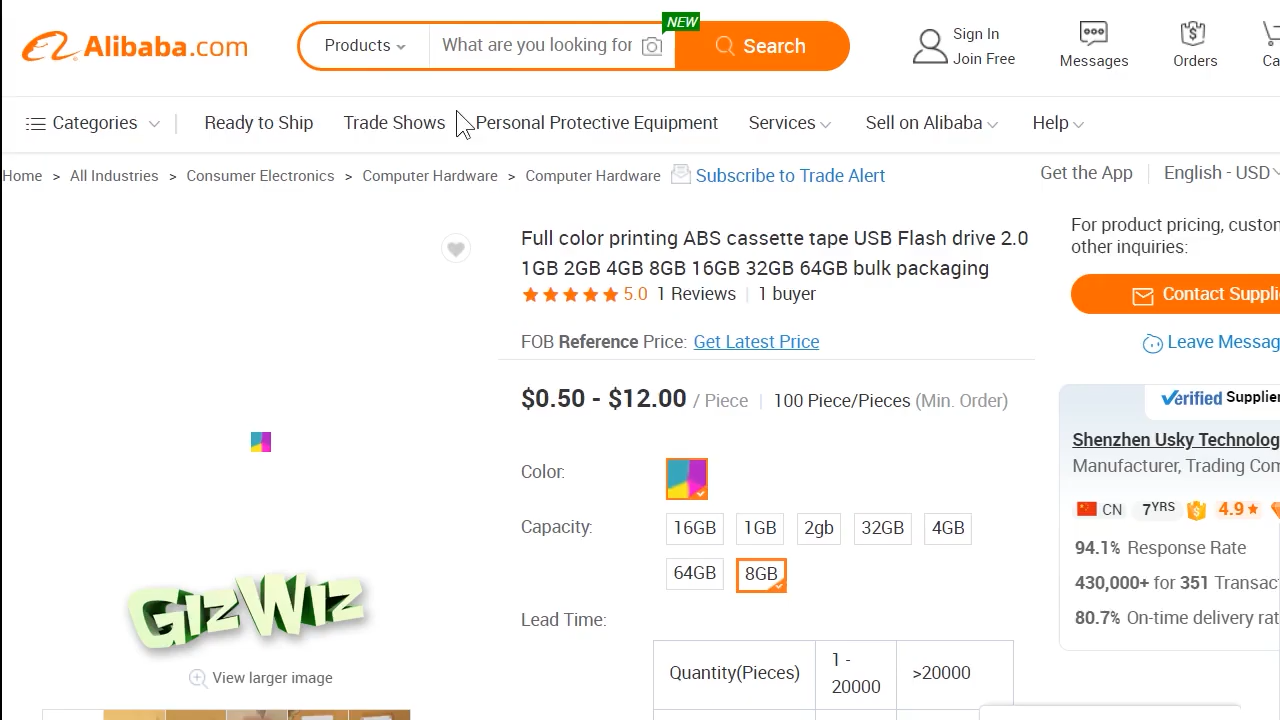 Alibaba.com
Products
What are you looking for
NEW
Search
Sign In
Join Free
Messages
Orders
Categories
Ready to Ship
Trade Shows
Personal Protective Equipment
Services
Sell on Alibaba
Help
Home > All Industries > Consumer Electronics > Computer Hardware > Computer Hardware
Subscribe to Trade Alert
Get the App
English - USD
Full color printing ABS cassette tape USB Flash drive 2.0
1GB 2GB 4GB 8GB 16GB 32GB 64GB bulk packaging
5.0 1 Reviews | 1 buyer
FOB Reference Price: Get Latest Price
$0.50 - $12.00 / Piece | 100 Piece/Pieces (Min. Order)
Color:
Capacity:
16GB 1GB 2gb 32GB 4GB
64GB 8GB
Lead Time:
Quantity(Pieces)
1 -
20000
>20000
GizWiz
View larger image
For product pricing, custom
other inquiries:
Contact Suppli
Leave Messag
Verified Supplier
Shenzhen Usky Technolog
Manufacturer, Trading Com
CN 7YRS 4.9
94.1% Response Rate
430,000+ for 351 Transac
80.7% On-time delivery rat